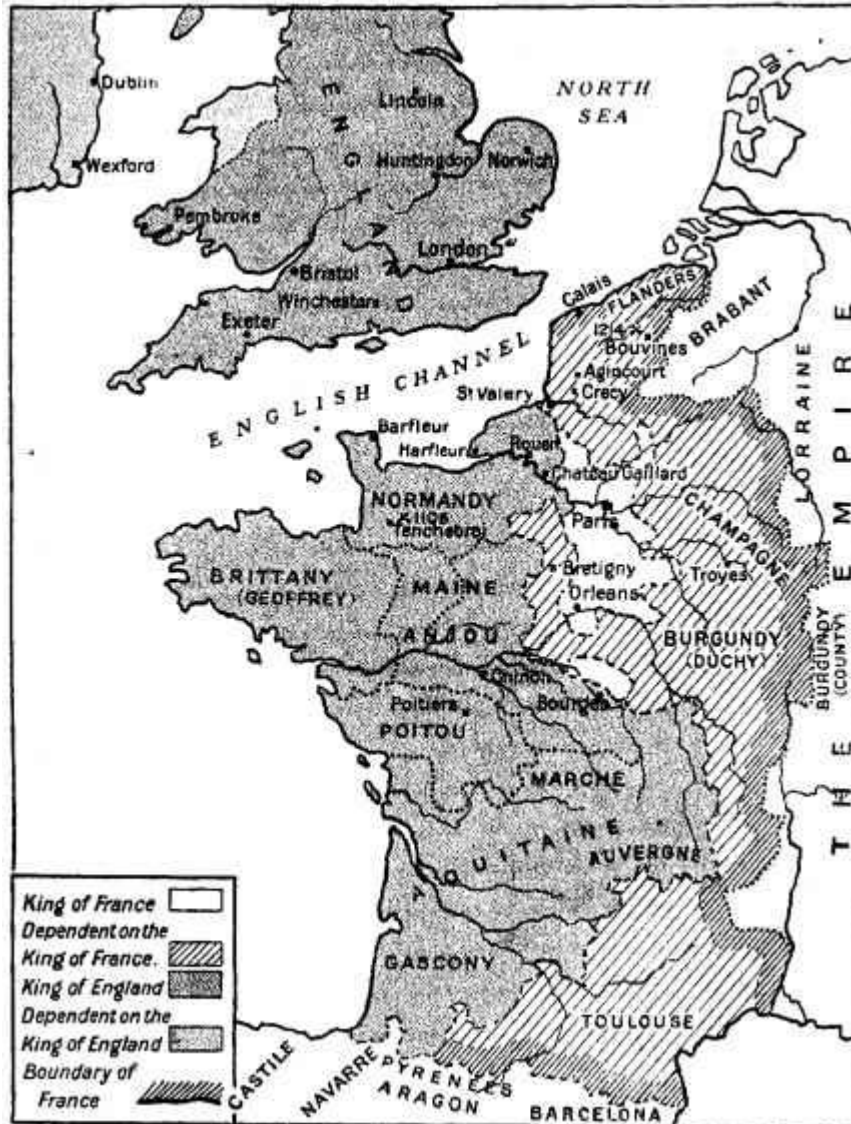 Dublin
Wexford
NORTH
SEA
ENGLAND
Lincoln
Huntingdon
Norwich
Pembroke
London
Bristol
Winchester
Exeter
ENGLISH CHANNEL
Calais
FLANDERS
BRABANT
Bouvines
Agincourt
Crecy
St Valery
LORRAINE
THE EMPIRE
Barfleur
Harfleur
Rouen
Chateau Gaillard
NORMANDY
Tenchebrai
Paris
CHAMPAGNE
Bretigny
Troyes
Orleans
BRITTANY
(GEOFFREY)
MAINE
ANJOU
BURGUNDY
(DUCHY)
BURGUNDY
(COUNTY)
Chinon
Bourges
Poitiers
POITOU
MARCHE
AQUITAINE
AUVERGNE
GASCONY
TOULOUSE
CASTILE
NAVARRE
PYRENEES
ARAGON
BARCELONA
King of France
Dependent on the
King of France.
King of England
Dependent on the
King of England
Boundary of
France